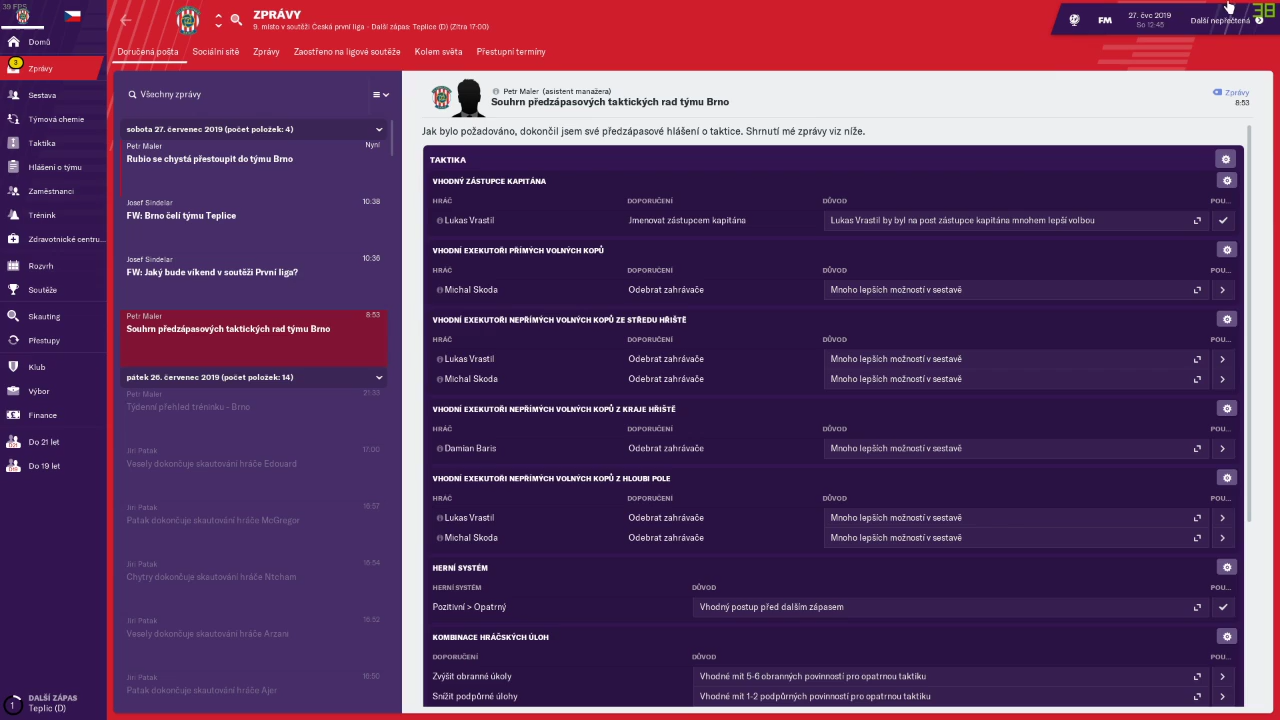 39 FPS
38
ZPRÁVY
9. místo v soutěži Česká první liga - Další zápas: Teplice (D) (Zítra 17:00)
FM
27. čvc 2019
So 12:45
Další nepřečtená
Doručená pošta
Sociální sítě
Zprávy
Zaostřeno na ligové soutěže
Kolem světa
Přestupní termíny
Domů
3
Zprávy
Sestava
Týmová chemie
Taktika
Hlášení o týmu
Zaměstnanci
Trénink
Zdravotnické centru...
Rozvrh
Soutěže
Skauting
Přestupy
Klub
Výbor
Finance
Do 21 let
Do 19 let
1
DALŠÍ ZÁPAS
Teplic (D)
Všechny zprávy
sobota 27. červenec 2019 (počet položek: 4)
Petr Maler
Nyní
Rubio se chystá přestoupit do týmu Brno
Josef Sindelar
10:38
FW: Brno čelí týmu Teplice
Josef Sindelar
10:36
FW: Jaký bude víkend v soutěži První liga?
Petr Maler
8:53
Souhrn předzápasových taktických rad týmu Brno
pátek 26. červenec 2019 (počet položek: 14)
Petr Maler
21:33
Týdenní přehled tréninku - Brno
Jiri Patak
17:00
Vesely dokončuje skautování hráče Edouard
Jiri Patak
16:57
Patak dokončuje skautování hráče McGregor
Jiri Patak
16:54
Chytry dokončuje skautování hráče Ntcham
Jiri Patak
16:52
Vesely dokončuje skautování hráče Arzani
Jiri Patak
16:50
Patak dokončuje skautování hráče Ajer
Petr Maler (asistent manažera)
Souhrn předzápasových taktických rad týmu Brno
Zprávy
8:53
Jak bylo požadováno, dokončil jsem své předzápasové hlášení o taktice. Shrnutí mé zprávy viz níže.
TAKTIKA
VHODNÝ ZÁSTUPCE KAPITÁNA
HRÁČ DOPORUČENÍ DŮVOD POU...
Lukas Vrastil Jmenovat zástupcem kapitána Lukas Vrastil by byl na post zástupce kapitána mnohem lepší volbou
VHODNÍ EXEKUTOŘI PŘÍMÝCH VOLNÝCH KOPŮ
HRÁČ DOPORUČENÍ DŮVOD POU...
Michal Skoda Odebrat zahrávače Mnoho lepších možností v sestavě
VHODNÍ EXEKUTOŘI NEPŘÍMÝCH VOLNÝCH KOPŮ ZE STŘEDU HŘIŠTĚ
HRÁČ DOPORUČENÍ DŮVOD POU...
Lukas Vrastil Odebrat zahrávače Mnoho lepších možností v sestavě
Michal Skoda Odebrat zahrávače Mnoho lepších možností v sestavě
VHODNÍ EXEKUTOŘI NEPŘÍMÝCH VOLNÝCH KOPŮ Z KRAJE HŘIŠTĚ
HRÁČ DOPORUČENÍ DŮVOD POU...
Damian Baris Odebrat zahrávače Mnoho lepších možností v sestavě
VHODNÍ EXEKUTOŘI NEPŘÍMÝCH VOLNÝCH KOPŮ Z HLOUBI POLE
HRÁČ DOPORUČENÍ DŮVOD POU...
Lukas Vrastil Odebrat zahrávače Mnoho lepších možností v sestavě
Michal Skoda Odebrat zahrávače Mnoho lepších možností v sestavě
HERNÍ SYSTÉM
HERNÍ SYSTÉM DŮVOD POU...
Pozitivní > Opatrný Vhodný postup před dalším zápasem
KOMBINACE HRÁČSKÝCH ÚLOH
DOPORUČENÍ DŮVOD POU...
Zvýšit obranné úkoly Vhodné mít 5-6 obranných povinností pro opatrnou taktiku
Snížit podpůrné úlohy Vhodné mít 1-2 podpůrných povinností pro opatrnou taktiku